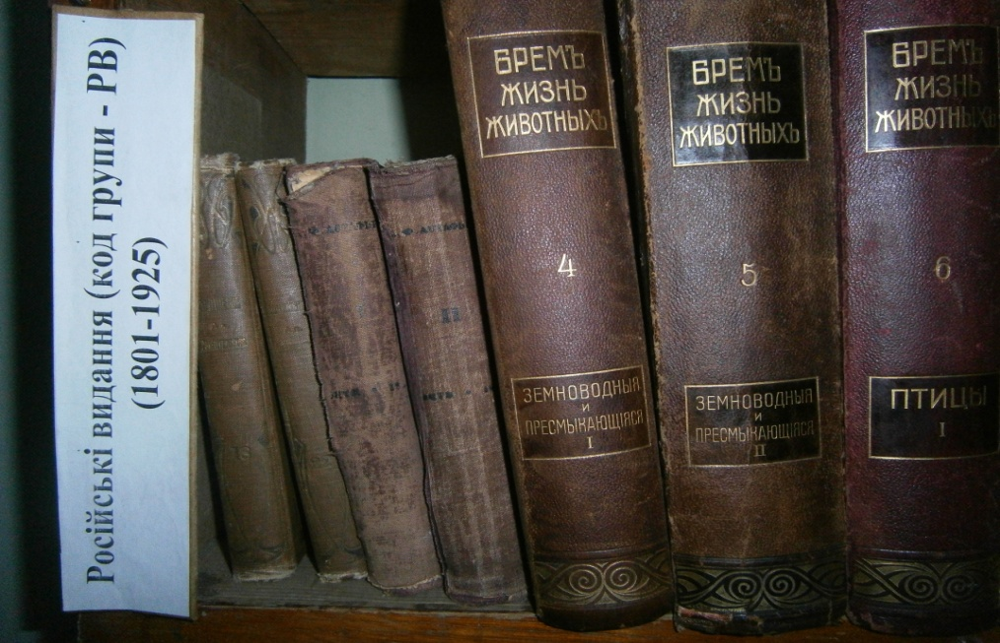 Російські видання (код групи - РВ)
(1801-1925)
БРЕМЪ
ЖИЗНЬ
ЖИВОТНЫХЪ
4
ЗЕМНОВОДНЫЯ
И
ПРЕСМЫКАЮЩІЯСЯ
I
БРЕМЪ
ЖИЗНЬ
ЖИВОТНЫХЪ
5
ЗЕМНОВОДНЫЯ
И
ПРЕСМЫКАЮЩІЯСЯ
II
БРЕМЪ
ЖИЗНЬ
ЖИВОТНЫХЪ
6
ПТИЦЫ
I